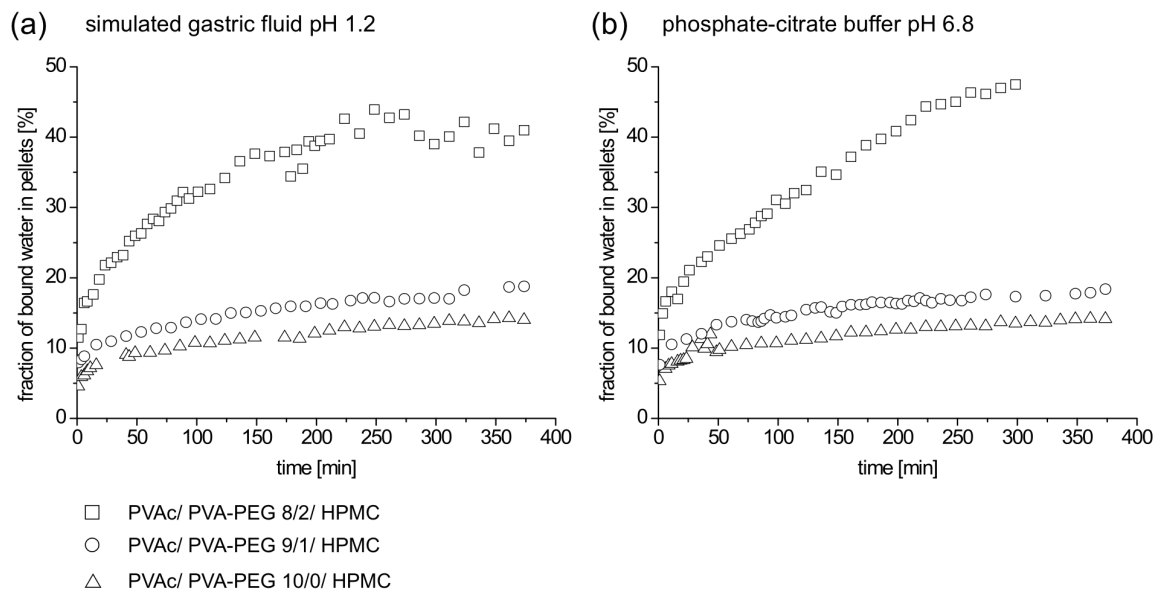 (a) simulated gastric fluid pH 1.2
fraction of bound water in pellets [%]
50
40
30
20
10
0
0 50 100 150 200 250 300 350 400
time [min]
(b) phosphate-citrate buffer pH 6.8
fraction of bound water in pellets [%]
50
40
30
20
10
0
0 50 100 150 200 250 300 350 400
time [min]
PVAc/ PVA-PEG 8/2/ HPMC
PVAc/ PVA-PEG 9/1/ HPMC
PVAc/ PVA-PEG 10/0/ HPMC